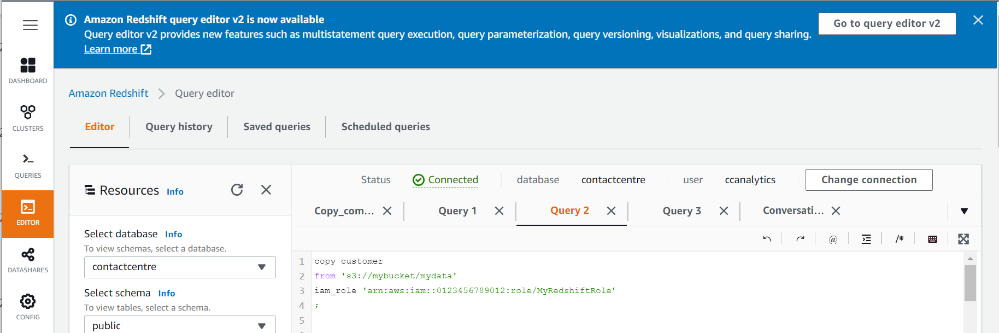 Amazon Redshift query editor v2 is now available
Query editor v2 provides new features such as multistatement query execution, query parameterization, query versioning, visualizations, and query sharing.
Learn more
Go to query editor v2
DASHBOARD
CLUSTERS
QUERIES
EDITOR
DATASHARES
CONFIG
Amazon Redshift
Query editor
Editor
Query history
Saved queries
Scheduled queries
Resources Info
Select database Info
To view schemas, select a database.
contactcentre
Select schema Info
To view tables, select a schema.
public
Status Connected database contactcentre user ccanalytics Change connection
Copy_com... Query 1 Query 2 Query 3 Conversati...
@ /*
1 copy customer
2 from 's3://mybucket/mydata'
3 iam_role 'arn:aws:iam::0123456789012:role/MyRedshiftRole’
4 ;
5